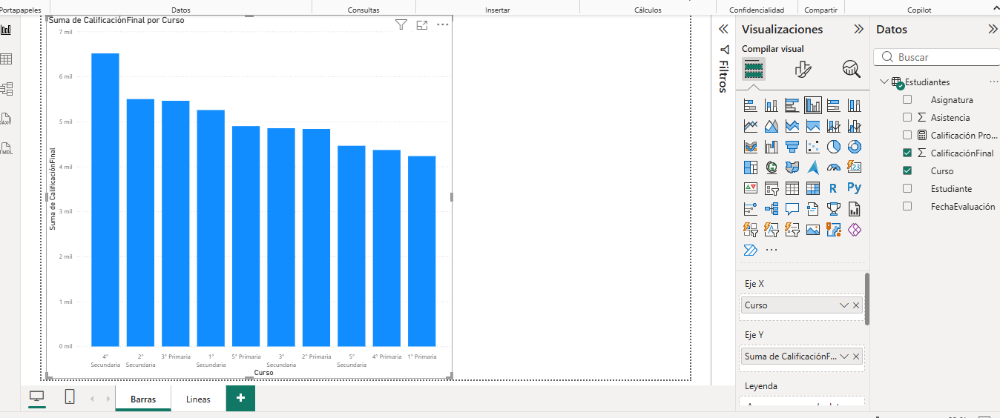 Portapapeles
Datos
Consultas
Insertar
Cálculos
Confidencialidad
Compartir
Copilot
Suma de CalificaciónFinal por Curso
7 mil
6 mil
5 mil
4 mil
3 mil
2 mil
1 mil
0 mil
Suma de CalificaciónFinal
4° Secundaria
2° Secundaria
3° Primaria
1° Secundaria
5° Primaria
3° Secundaria
2° Primaria
5° Secundaria
4° Primaria
1° Primaria
Curso
DAX
TMDL
Barras
Lineas
+
Filtros
Visualizaciones
Compilar visual
123
R
Py
Eje X
Curso
Eje Y
Suma de CalificaciónF...
Leyenda
Datos
Buscar
Estudiantes
Asignatura
Asistencia
Calificación Pro...
CalificaciónFinal
Curso
Estudiante
FechaEvaluación